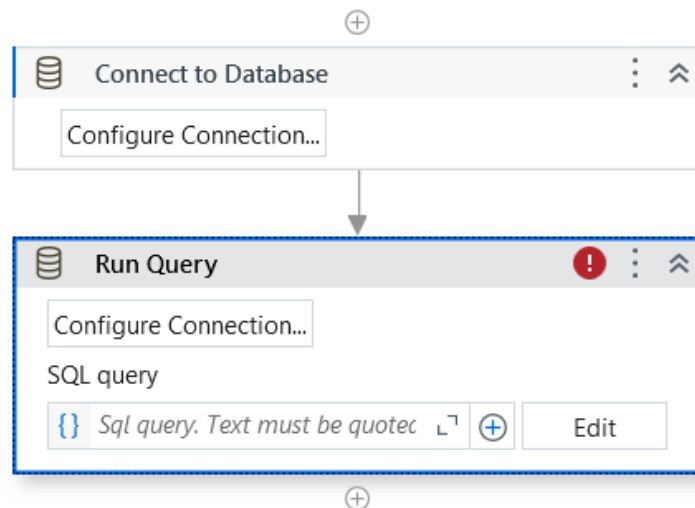 Connect to Database
Configure Connection...
Run Query
Configure Connection...
SQL query
Sql query. Text must be quotec
Edit